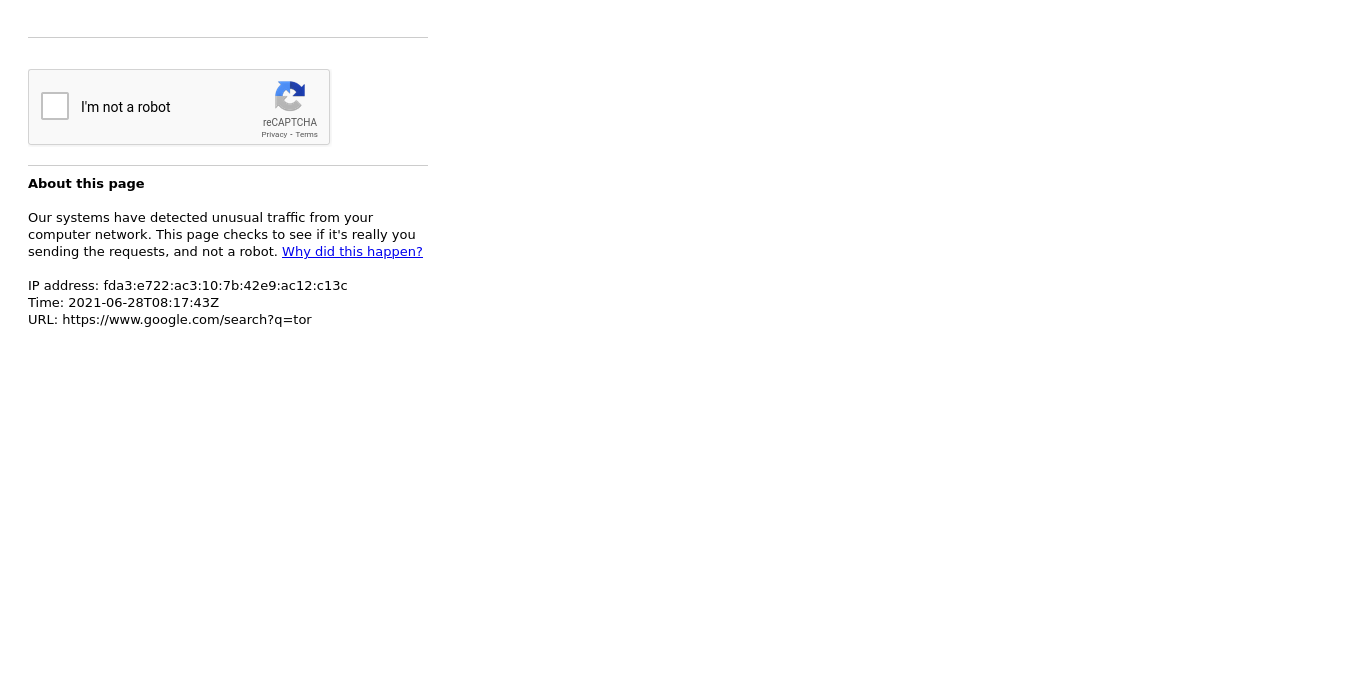 I'm not a robot
reCAPTCHA
Privacy - Terms
About this page
Our systems have detected unusual traffic from your
computer network. This page checks to see if it's really you
sending the requests, and not a robot. Why did this happen?
IP address: fda3:e722:ac3:10:7b:42e9:ac12:c13c
Time: 2021-06-28T08:17:43Z
URL: https://www.google.com/search?q=tor